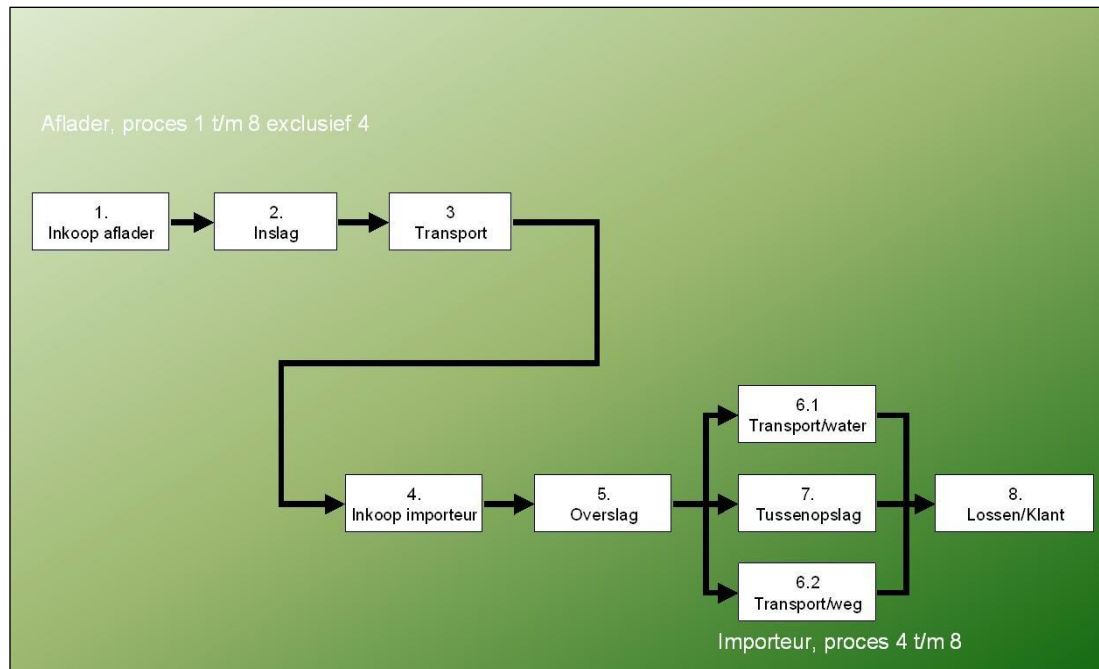 Aflader, proces 1 t/m 8 exclusief 4
1.
Inkoop aflader
2.
Inslag
3
Transport
4.
Inkoop importeur
5.
Overslag
6.1
Transport/water
7.
Tussenopslag
6.2
Transport/weg
8.
Lossen/Klant
Importeur, proces 4 t/m 8